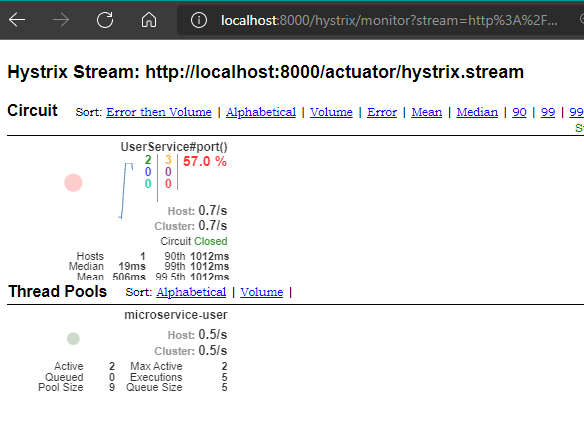 localhost:8000/hystrix/monitor?stream=http%3A%2F...
Hystrix Stream: http://localhost:8000/actuator/hystrix.stream
Circuit Sort: Error then Volume | Alphabetical | Volume | Error | Mean | Median | 90 | 99 | 99
UserService#port()
2 3 57.0 %
0 0
0 0
Host: 0.7/s
Cluster: 0.7/s
Circuit Closed
Hosts 1 90th 1012ms
Median 19ms 99th 1012ms
Mean 506ms 99.5th 1012ms
Thread Pools Sort: Alphabetical | Volume |
microservice-user
Host: 0.5/s
Cluster: 0.5/s
Active 2 Max Active 2
Queued 0 Executions 5
Pool Size 9 Queue Size 5